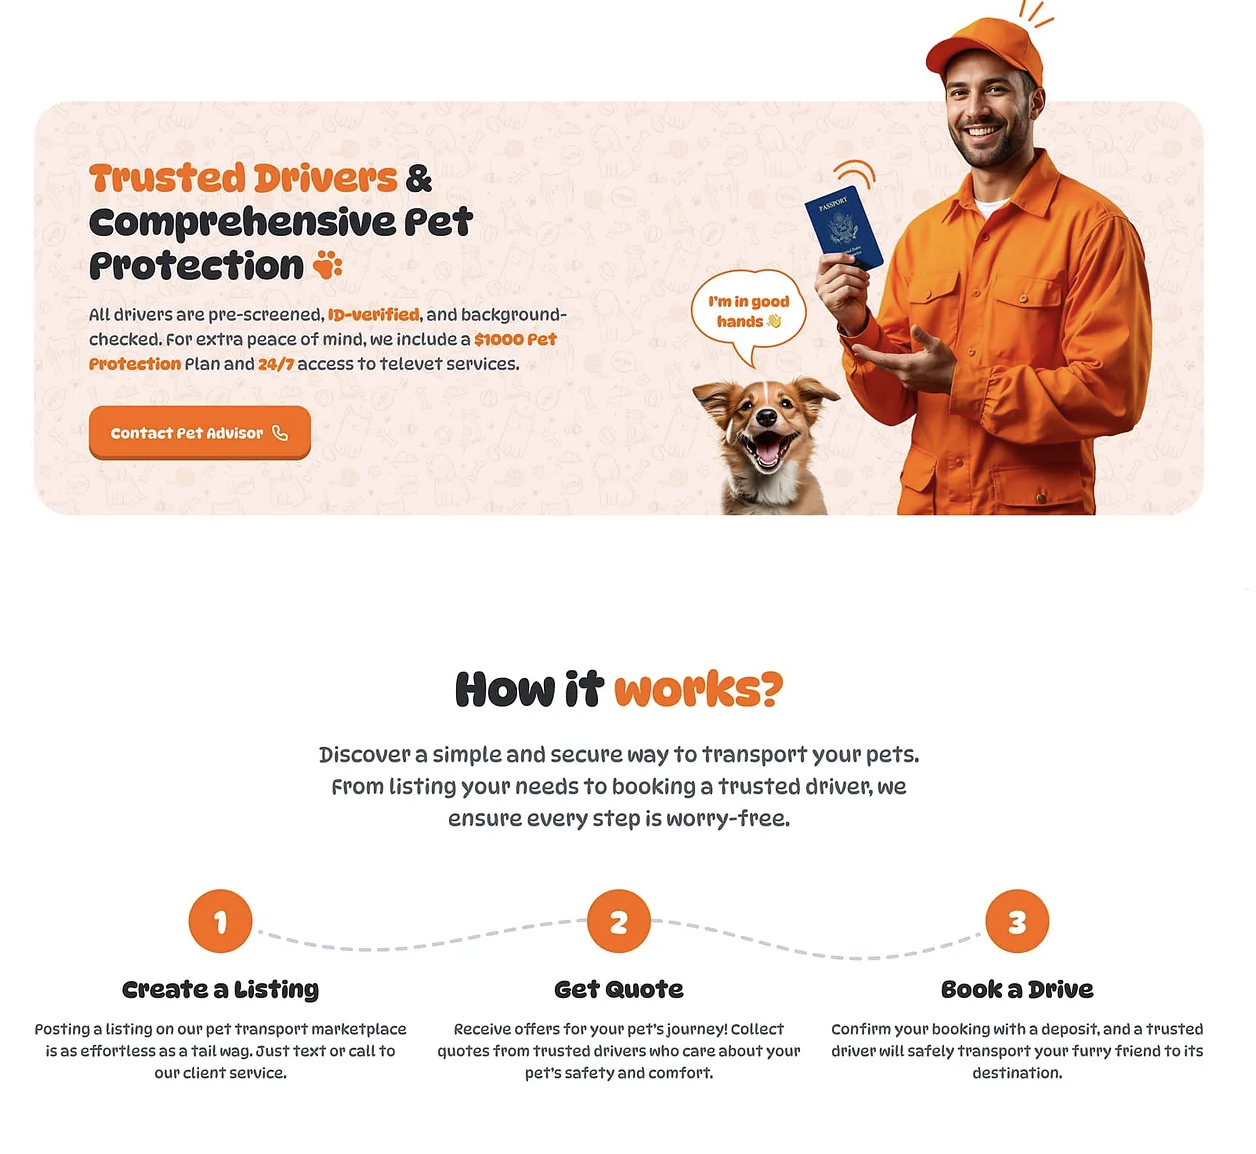 Trusted Drivers &
Comprehensive Pet
Protection
All drivers are pre-screened, ID-verified, and background-
checked. For extra peace of mind, we include a $1000 Pet
Protection Plan and 24/7 access to televet services.
Contact Pet Advisor
PASSPORT
I'm in good
hands 👋
How it works?
Discover a simple and secure way to transport your pets.
From listing your needs to booking a trusted driver, we
ensure every step is worry-free.
1
2
3
Create a Listing
Get Quote
Book a Drive
Posting a listing on our pet transport marketplace
is as effortless as a tail wag. Just text or call to
our client service.
Receive offers for your pet's journey! Collect
quotes from trusted drivers who care about your
pet's safety and comfort.
Confirm your booking with a deposit, and a trusted
driver will safely transport your furry friend to its
destination.